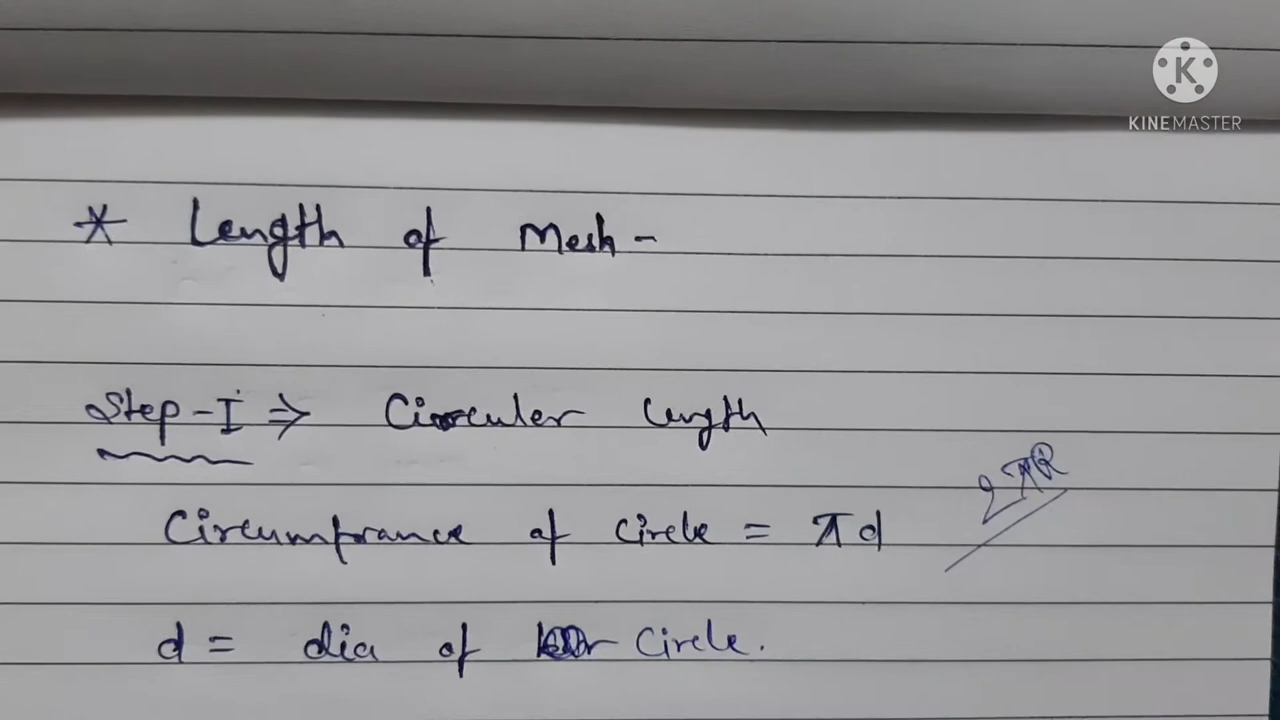 KINEMASTER
* Length of Mesh -
Step-I ⇒ Circuler length
2πR
Circumfrance of circle = πd
d = dia of Circle.